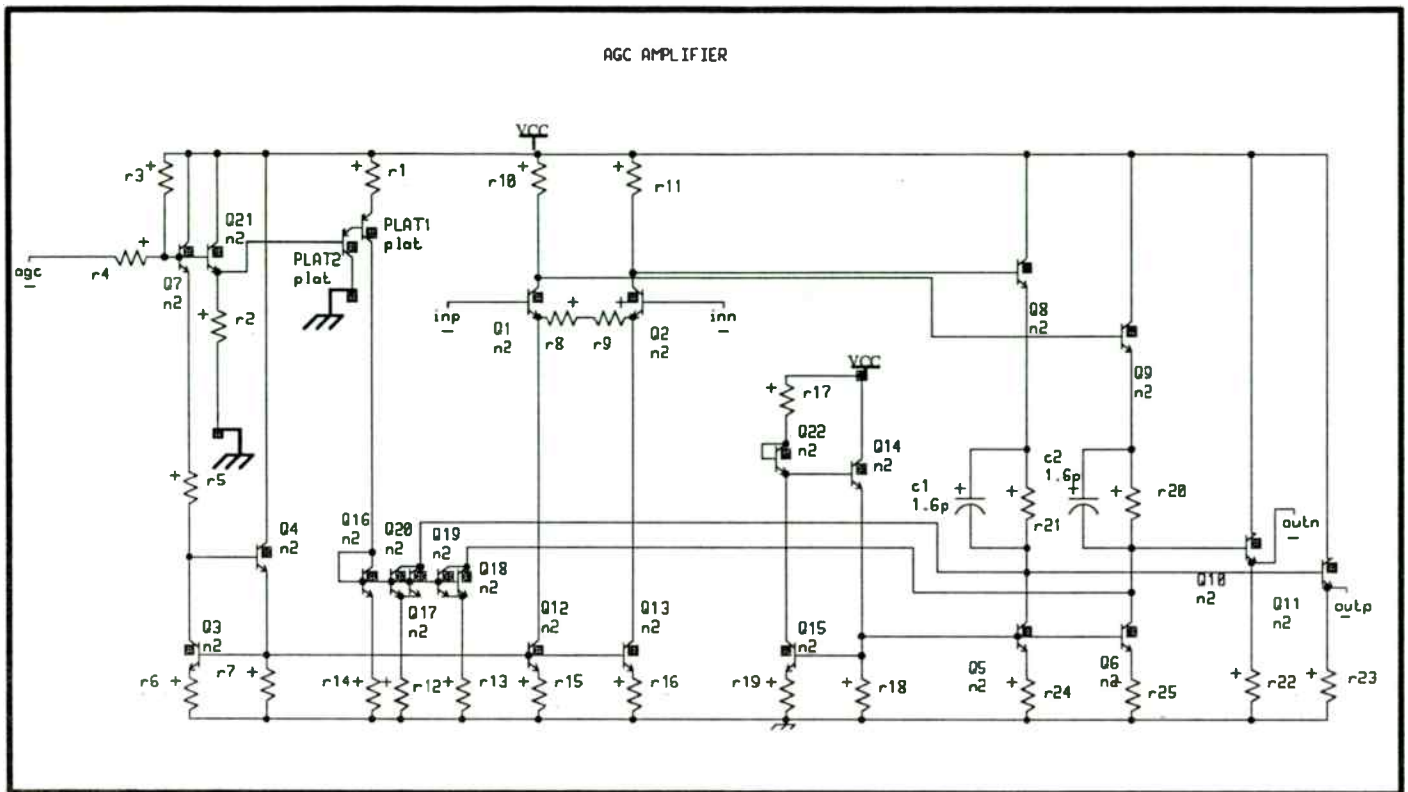 AGC AMPLIFIER
VCC
r3
r1
r10
r11
Q21
n2
PLAT1
plat
PLAT2
plat
agc
r4
Q7
n2
r2
inp
Q1
n2
r8
r9
Q2
n2
inn
Q8
n2
Q9
n2
VCC
r17
Q22
n2
Q14
n2
r5
c1
1.6p
r21
c2
1.6p
r20
outn
Q4
n2
Q16
n2
Q20
n2
Q19
n2
Q18
n2
Q17
n2
Q10
n2
Q11
n2
outp
Q3
n2
Q12
n2
Q13
n2
Q15
n2
Q5
n2
Q6
n2
r6
r7
r14
r12
r13
r15
r16
r19
r18
r24
r25
r22
r23